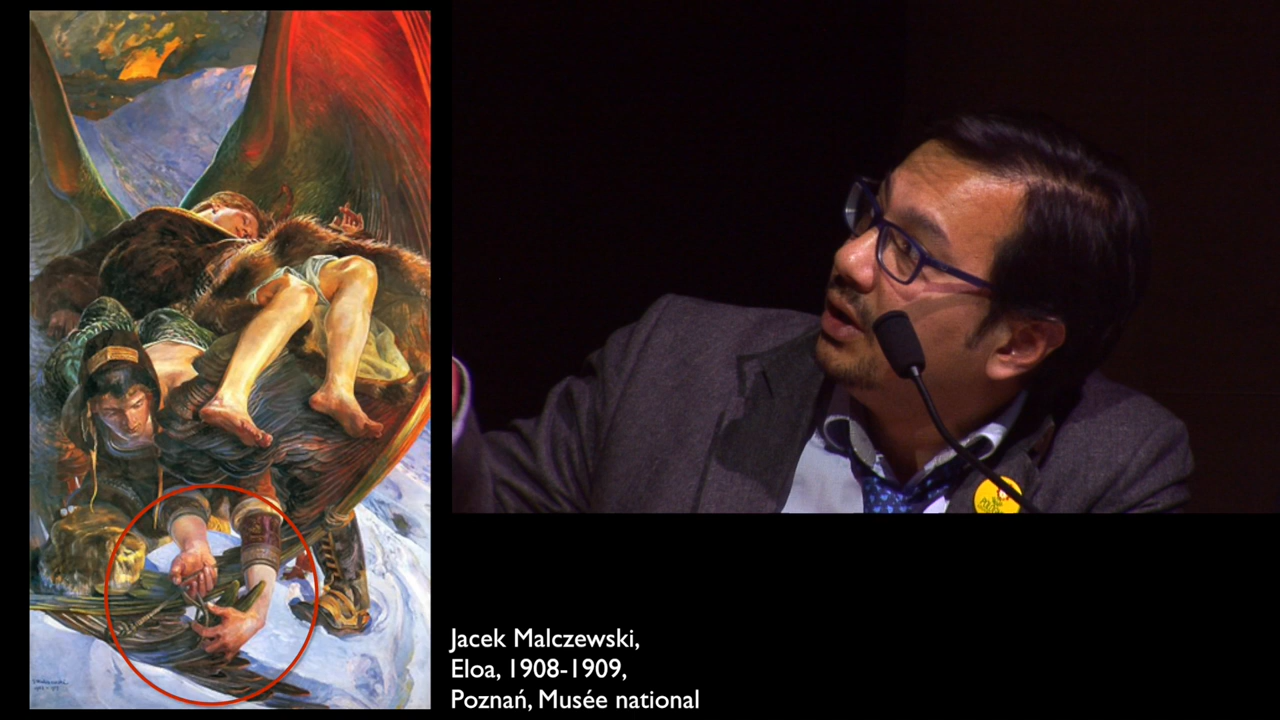 Jacek Malczewski,
Eloa, 1908-1909,
Poznań, Musée national